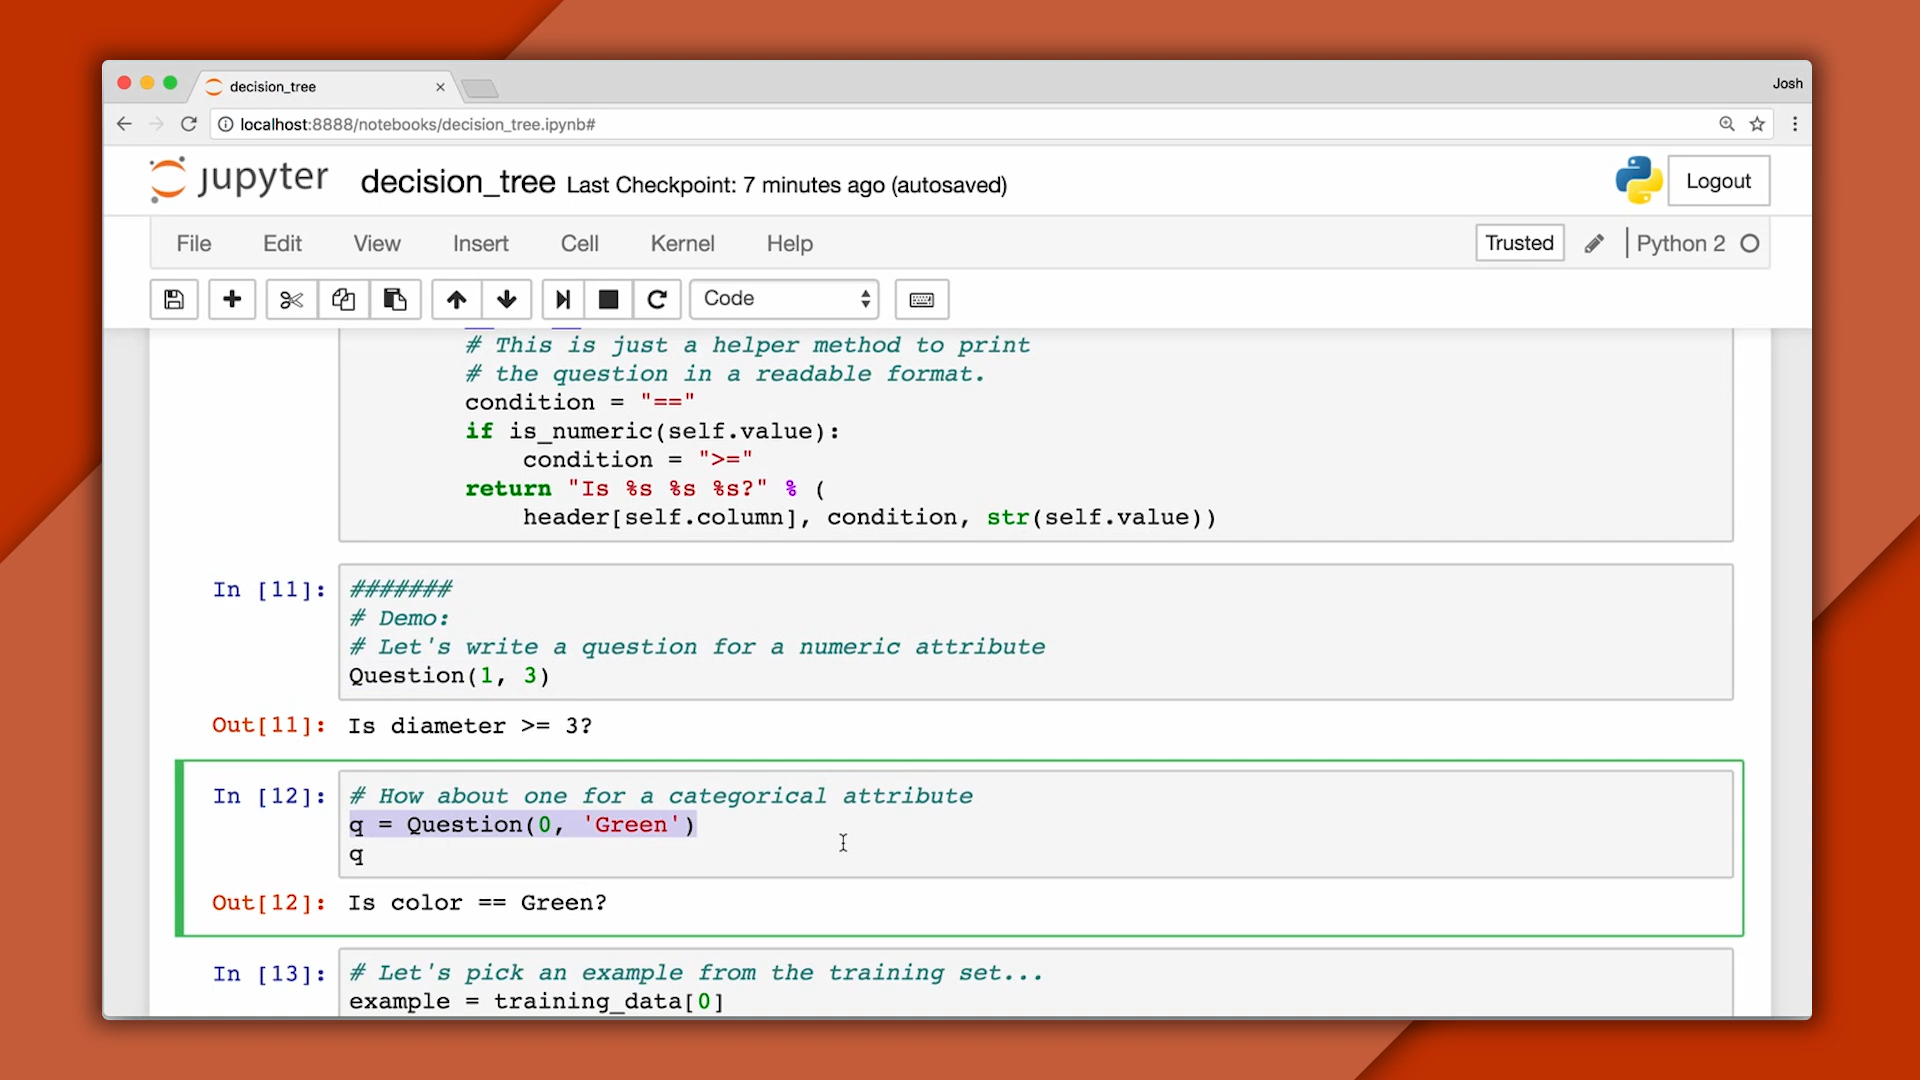 decision_tree
Josh
localhost:8888/notebooks/decision_tree.ipynb#
jupyter decision_tree Last Checkpoint: 7 minutes ago (autosaved)
Logout
File Edit View Insert Cell Kernel Help Trusted Python 2
Code
# This is just a helper method to print
# the question in a readable format.
condition = "=="
if is_numeric(self.value):
condition = ">="
return "Is %s %s %s?" % (
header[self.column], condition, str(self.value))
In [11]: #######
# Demo:
# Let's write a question for a numeric attribute
Question(1, 3)
Out[11]: Is diameter >= 3?
In [12]: # How about one for a categorical attribute
q = Question(0, 'Green')
q
Out[12]: Is color == Green?
In [13]: # Let's pick an example from the training set...
example = training_data[0]